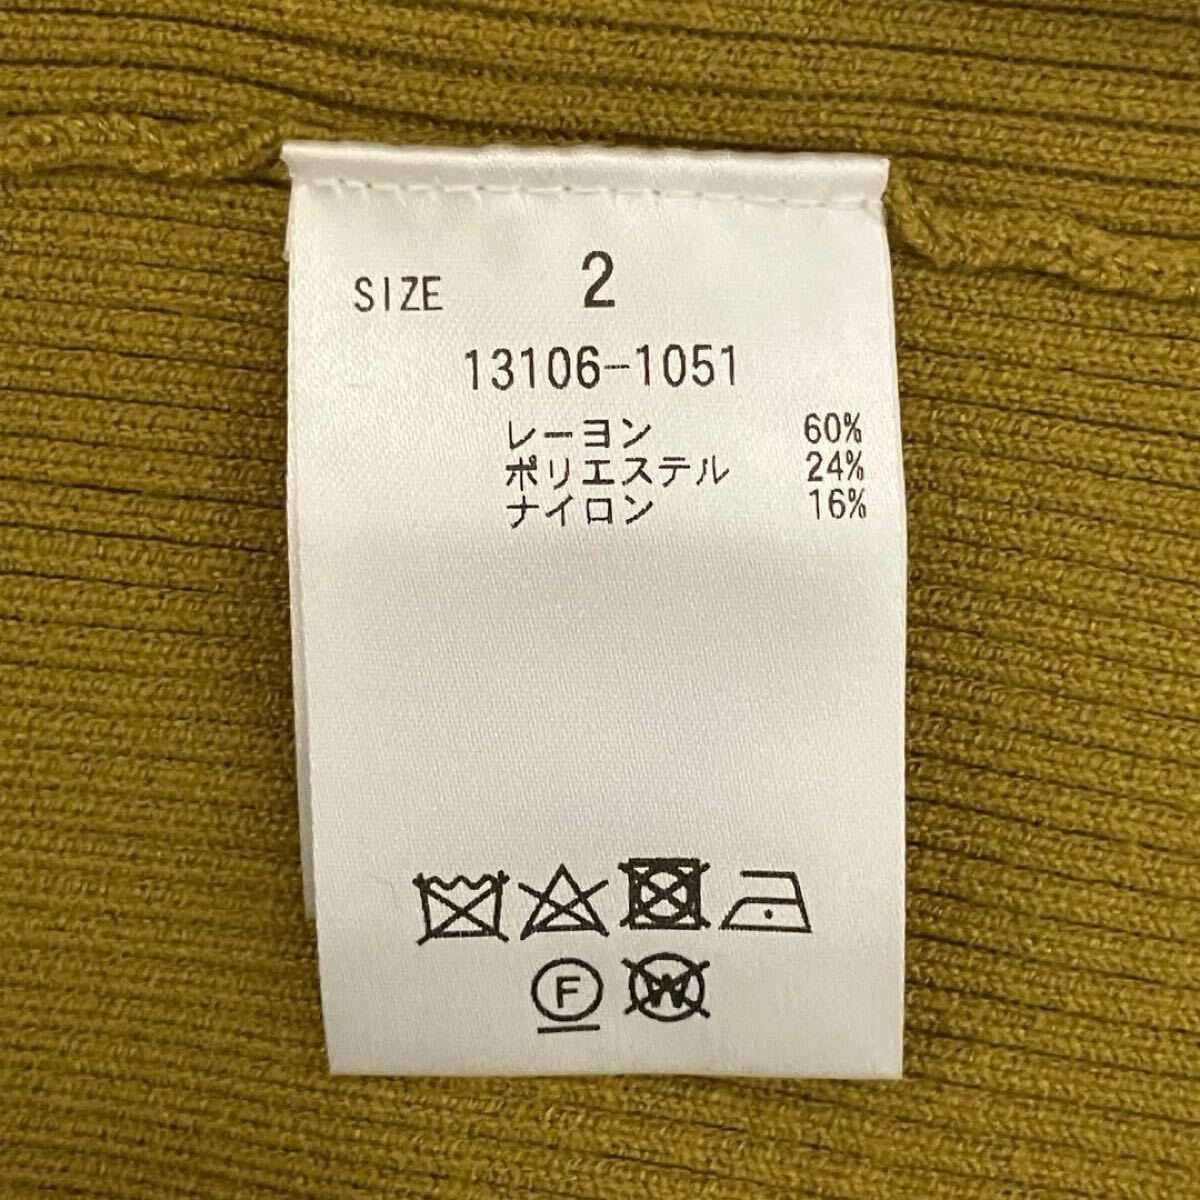 SIZE 2
13106-1051
レーヨン 60%
ポリエステル 24%
ナイロン 16%
F W